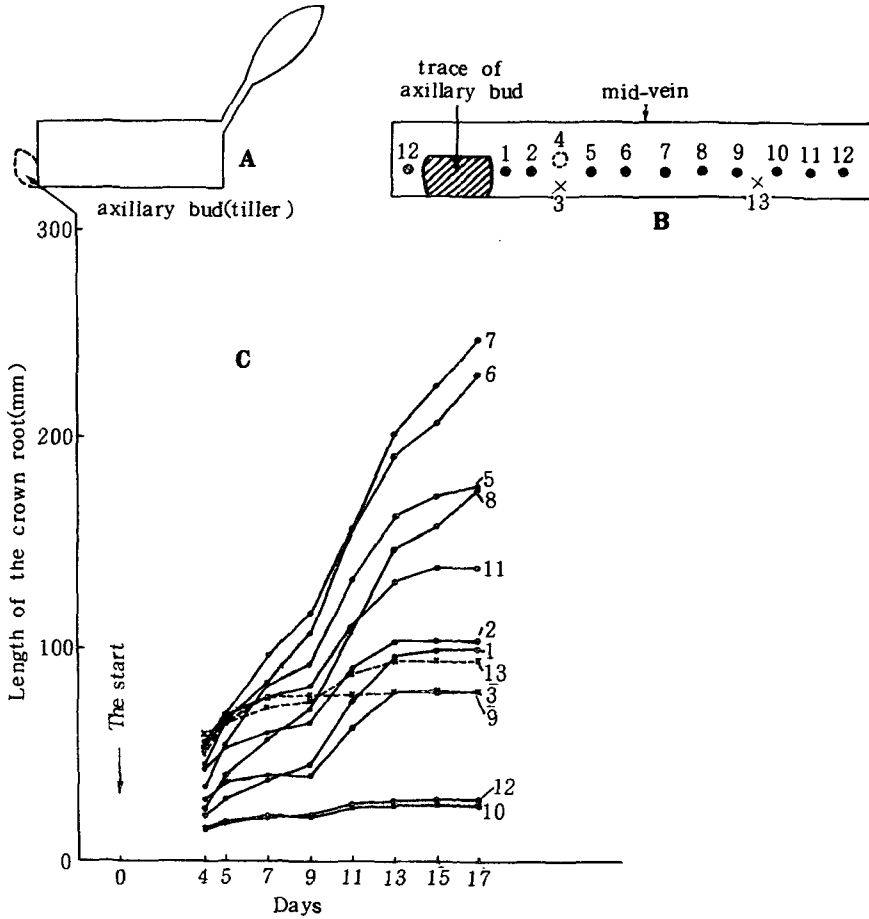 A
axillary bud(tiller)
trace of
axillary bud
mid-vein
12 1 2 4 5 6 7 8 9 10 11 12
3 13
B
C
Length of the crown root(mm)
300
200
100
0
The start
7
6
5
8
11
2
1
13
3
9
12
10
0 4 5 7 9 11 13 15 17
Days